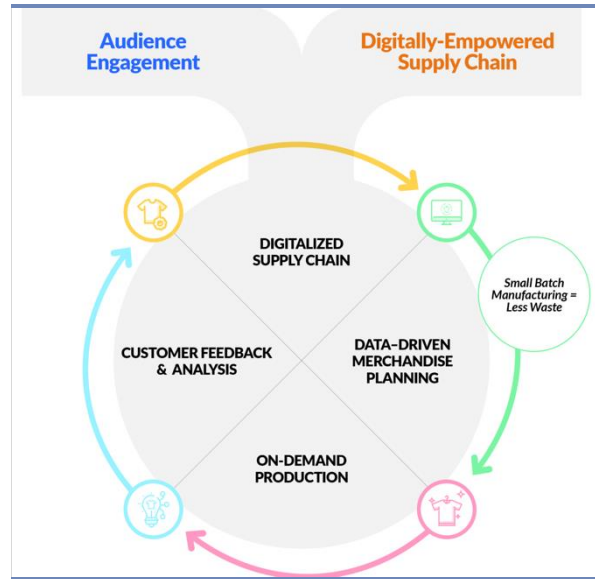 Audience
Engagement
Digitally-Empowered
Supply Chain
DIGITALIZED
SUPPLY CHAIN
Small Batch
Manufacturing =
Less Waste
CUSTOMER FEEDBACK
& ANALYSIS
DATA–DRIVEN
MERCHANDISE
PLANNING
ON-DEMAND
PRODUCTION